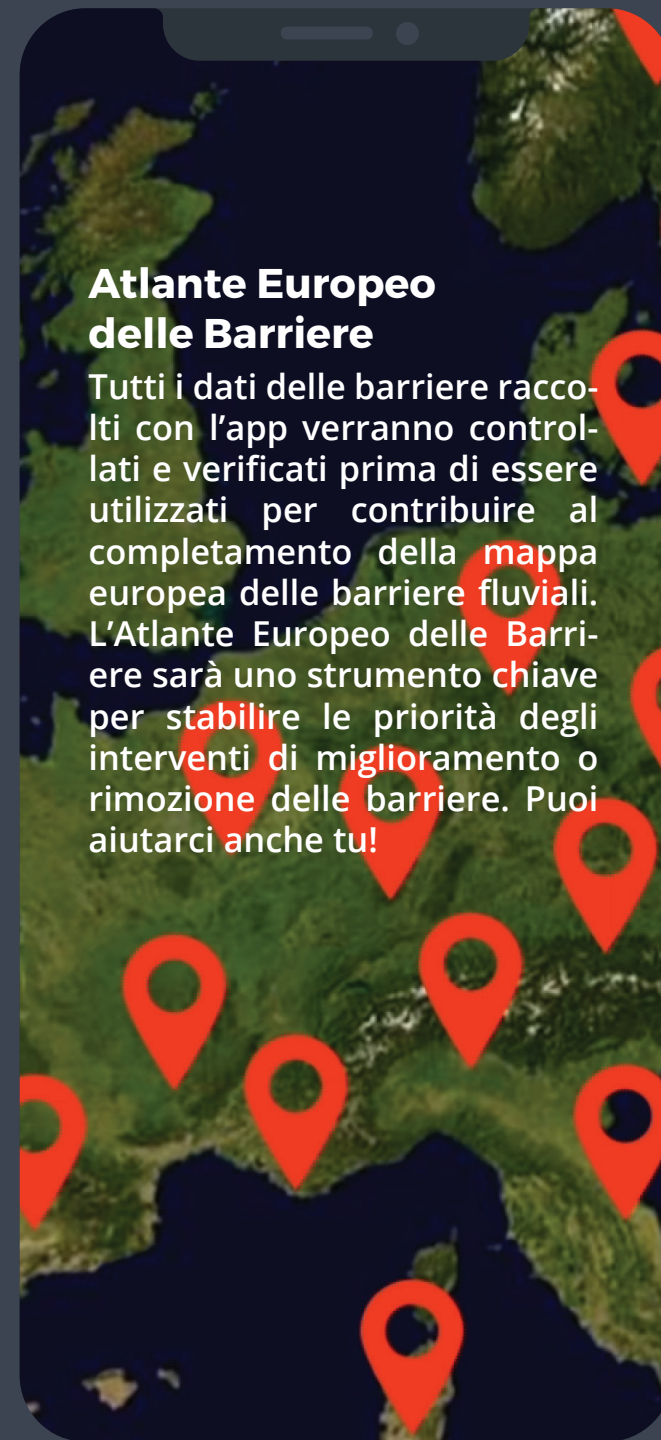 Atlante Europeo
delle Barriere
Tutti i dati delle barriere racco-
lti con l’app verranno control-
lati e verificati prima di essere
utilizzati per contribuire al
completamento della mappa
europea delle barriere fluviali.
L’Atlante Europeo delle Barri-
ere sarà uno strumento chiave
per stabilire le priorità degli
interventi di miglioramento o
rimozione delle barriere. Puoi
aiutarci anche tu!